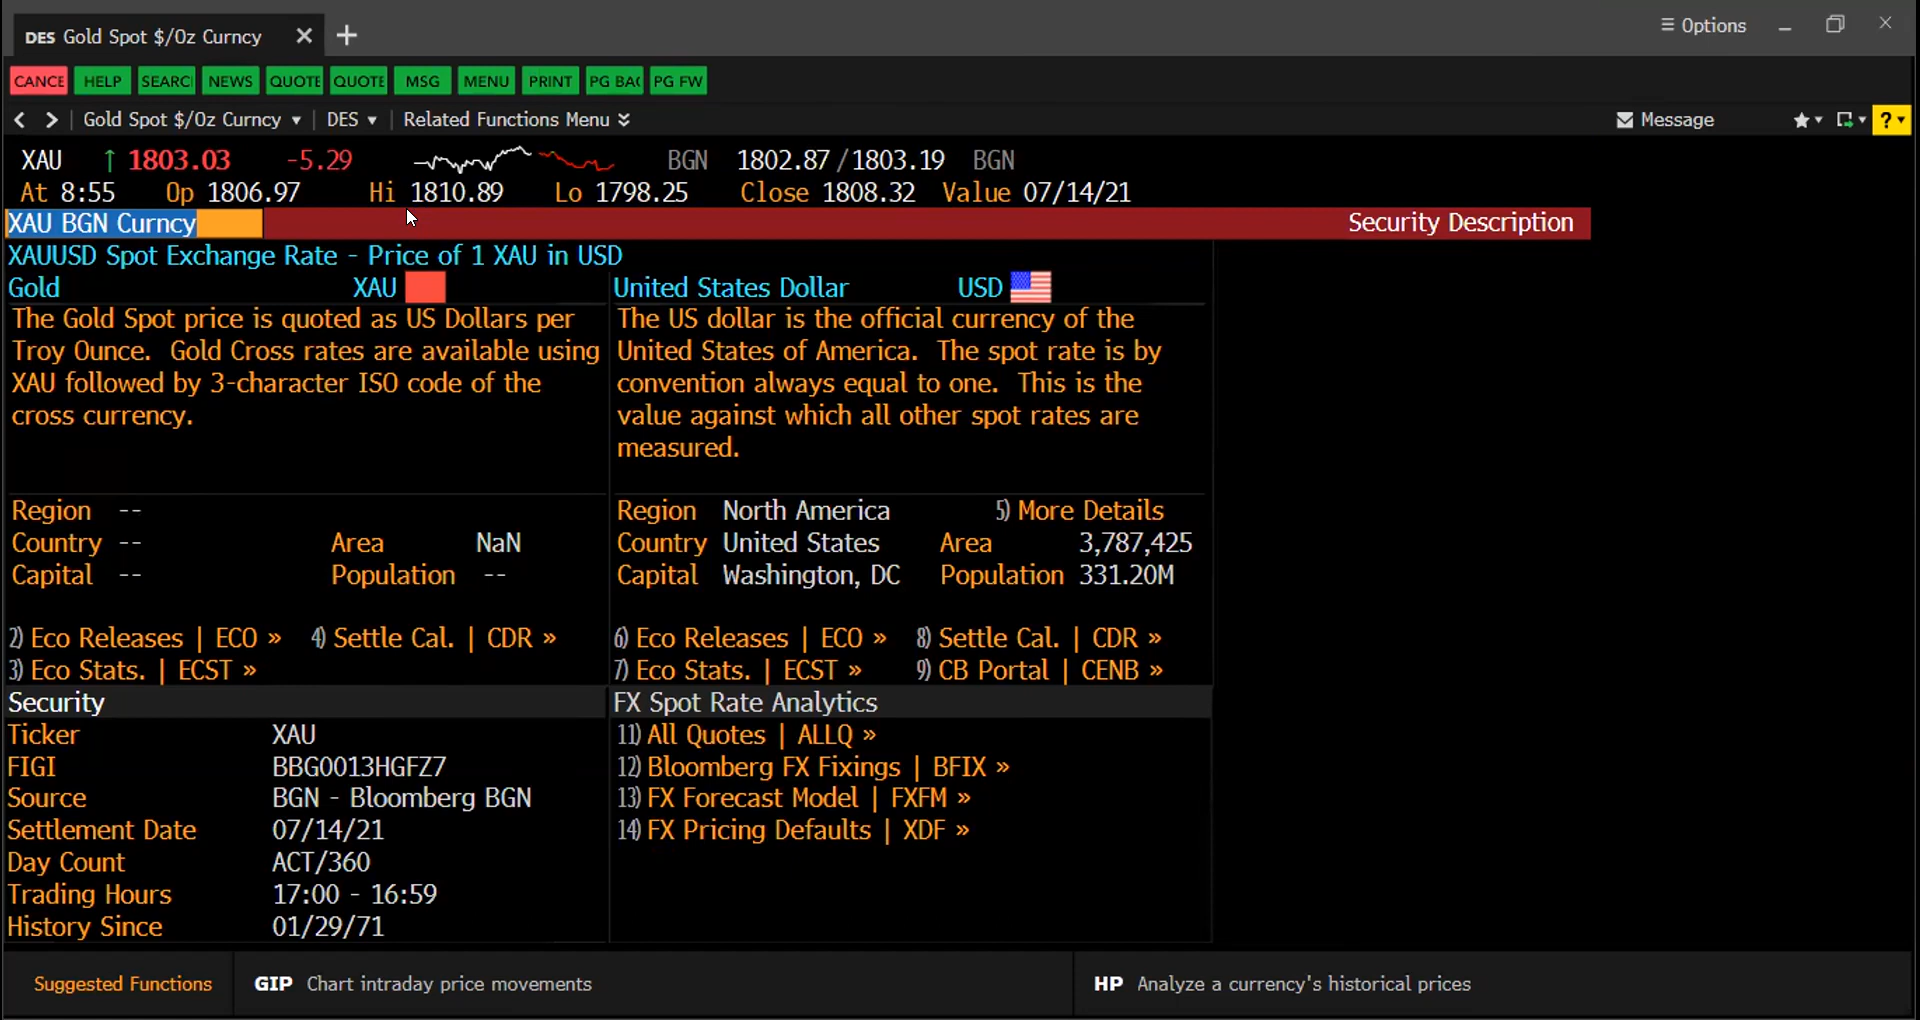 DES Gold Spot $/Oz Curncy
Options
CANCE HELP SEARC NEWS QUOTE QUOTE MSG MENU PRINT PG BAC PG FW
Gold Spot $/Oz Curncy DES Related Functions Menu Message ?
XAU ↑ 1803.03 -5.29 BGN 1802.87 / 1803.19 BGN
At 8:55 Op 1806.97 Hi 1810.89 Lo 1798.25 Close 1808.32 Value 07/14/21
XAU BGN Curncy Security Description
XAUUSD Spot Exchange Rate - Price of 1 XAU in USD
Gold XAU
The Gold Spot price is quoted as US Dollars per
Troy Ounce. Gold Cross rates are available using
XAU followed by 3-character ISO code of the
cross currency.
Region --
Country -- Area NaN
Capital -- Population --
2) Eco Releases | ECO » 4) Settle Cal. | CDR »
3) Eco Stats. | ECST »
United States Dollar USD
The US dollar is the official currency of the
United States of America. The spot rate is by
convention always equal to one. This is the
value against which all other spot rates are
measured.
Region North America 5) More Details
Country United States Area 3,787,425
Capital Washington, DC Population 331.20M
6) Eco Releases | ECO » 8) Settle Cal. | CDR »
7) Eco Stats. | ECST » 9) CB Portal | CENB »
Security
Ticker XAU
FIGI BBG0013HGFZ7
Source BGN - Bloomberg BGN
Settlement Date 07/14/21
Day Count ACT/360
Trading Hours 17:00 - 16:59
History Since 01/29/71
FX Spot Rate Analytics
11) All Quotes | ALLQ »
12) Bloomberg FX Fixings | BFIX »
13) FX Forecast Model | FXFM »
14) FX Pricing Defaults | XDF »
Suggested Functions GIP Chart intraday price movements HP Analyze a currency's historical prices